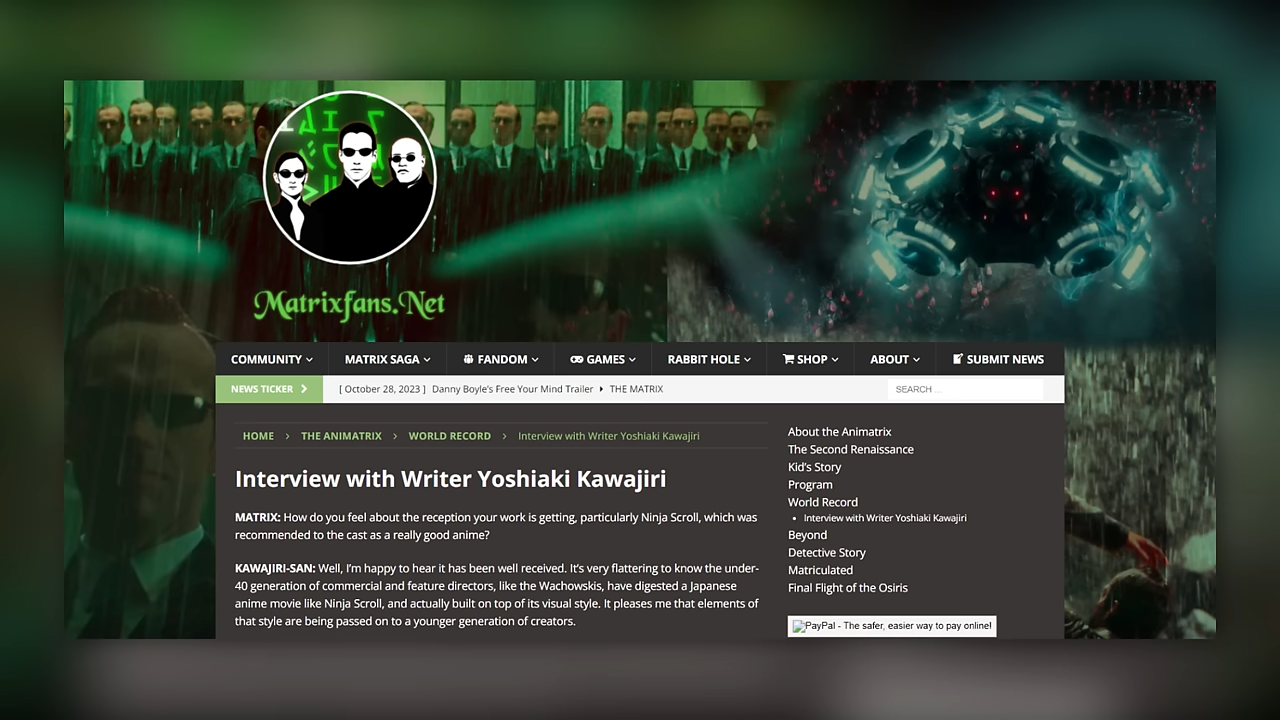 Matrixfans.Net
COMMUNITY
MATRIX SAGA
FANDOM
GAMES
RABBIT HOLE
SHOP
ABOUT
SUBMIT NEWS
NEWS TICKER
[ October 28, 2023 ] Danny Boyle's Free Your Mind Trailer THE MATRIX
SEARCH ...
HOME > THE ANIMATRIX > WORLD RECORD > Interview with Writer Yoshiaki Kawajiri
Interview with Writer Yoshiaki Kawajiri
MATRIX: How do you feel about the reception your work is getting, particularly Ninja Scroll, which was
recommended to the cast as a really good anime?
KAWAJIRI-SAN: Well, I'm happy to hear it has been well received. It's very flattering to know the under-
40 generation of commercial and feature directors, like the Wachowskis, have digested a Japanese
anime movie like Ninja Scroll, and actually built on top of its visual style. It pleases me that elements of
that style are being passed on to a younger generation of creators.
About the Animatrix
The Second Renaissance
Kid's Story
Program
World Record
Interview with Writer Yoshiaki Kawajiri
Beyond
Detective Story
Matriculated
Final Flight of the Osiris
PayPal - The safer, easier way to pay online!